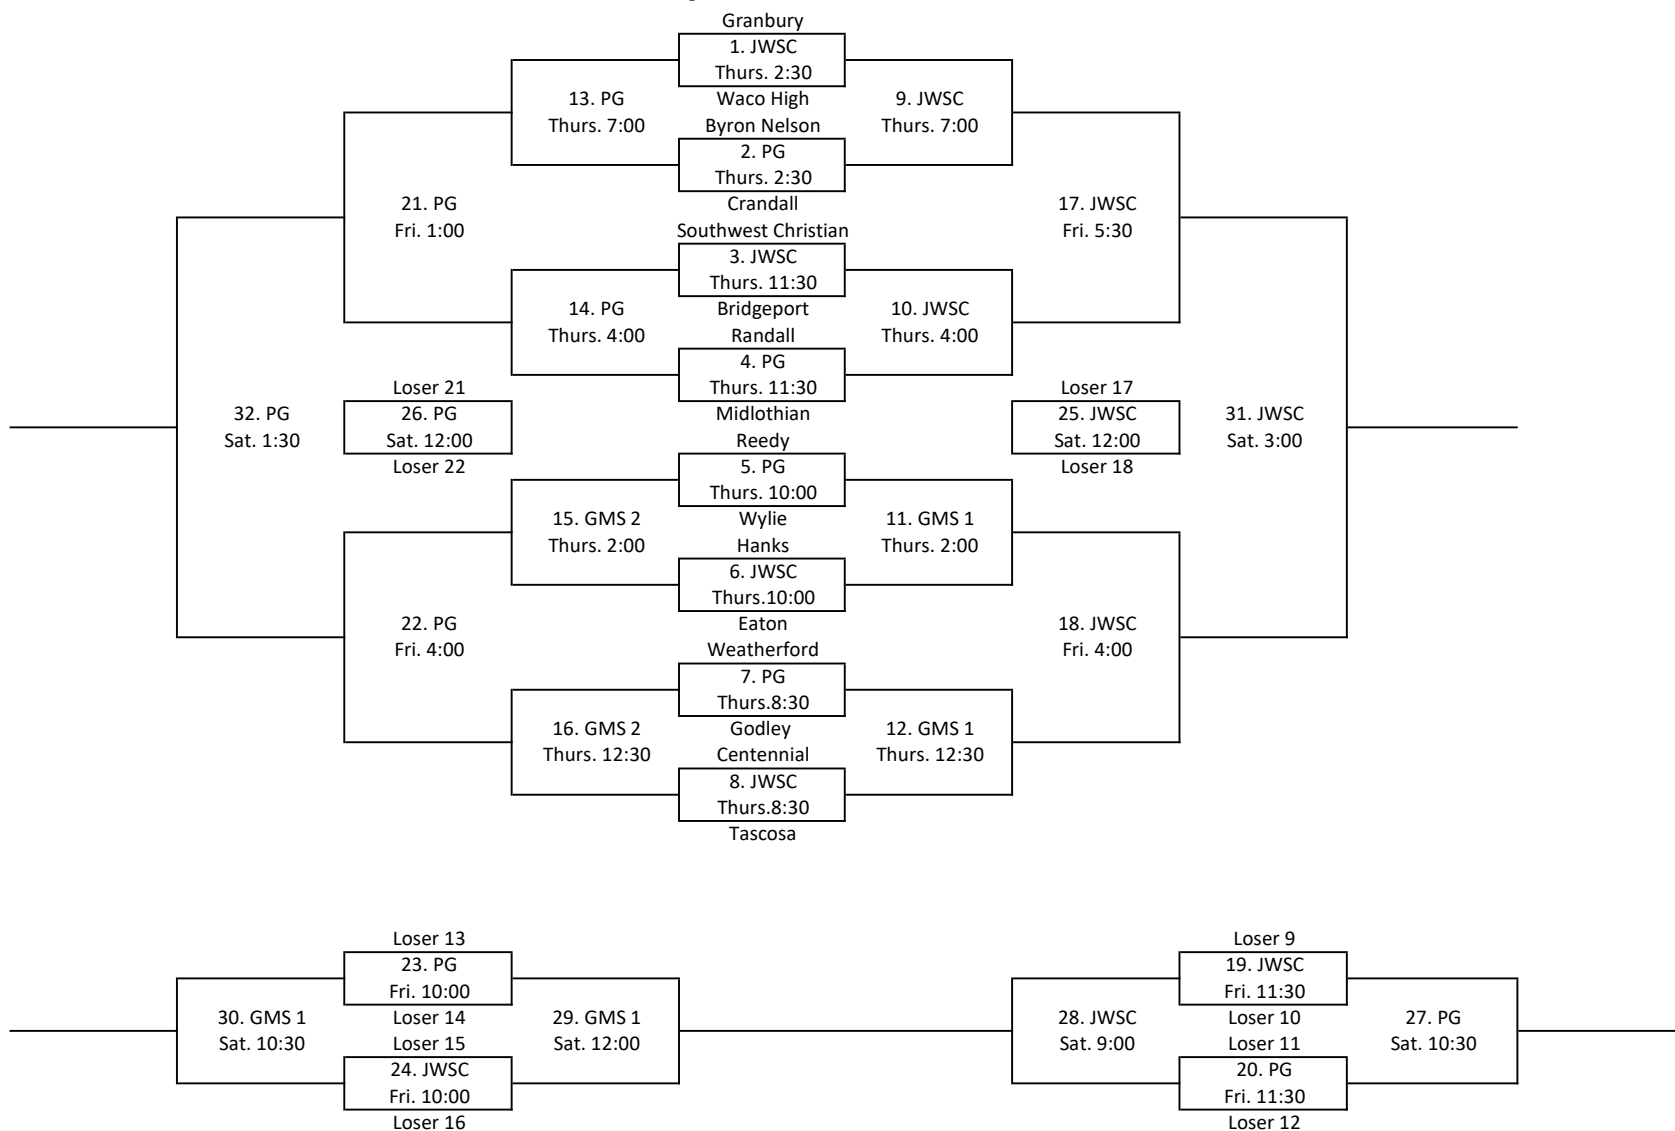 Granbury
1. JWSC
Thurs. 2:30
13. PG
Waco High
9. JWSC
Thurs. 7:00
Byron Nelson
Thurs. 7:00
2. PG
Thurs. 2:30
21. PG
Crandall
17. JWSC
Fri. 1:00
Southwest Christian
Fri. 5:30
3. JWSC
Thurs. 11:30
14. PG
Bridgeport
10. JWSC
Thurs. 4:00
Randall
Thurs. 4:00
4. PG
Loser 21
Thurs. 11:30
Loser 17
32. PG
26. PG
Midlothian
25. JWSC
31. JWSC
Sat. 1:30
Sat. 12:00
Reedy
Sat. 12:00
Sat. 3:00
Loser 22
5. PG
Loser 18
Thurs. 10:00
15. GMS 2
Wylie
11. GMS 1
Thurs. 2:00
Hanks
Thurs. 2:00
6. JWSC
Thurs.10:00
22. PG
Eaton
18. JWSC
Fri. 4:00
Weatherford
Fri. 4:00
7. PG
Thurs.8:30
16. GMS 2
Godley
12. GMS 1
Thurs. 12:30
Centennial
Thurs. 12:30
8. JWSC
Thurs.8:30
Tascosa
Loser 13
Loser 9
23. PG
19. JWSC
Fri. 10:00
Fri. 11:30
30. GMS 1
Loser 14
29. GMS 1
28. JWSC
Loser 10
27. PG
Sat. 10:30
Loser 15
Sat. 12:00
Sat. 9:00
Loser 11
Sat. 10:30
24. JWSC
20. PG
Fri. 10:00
Fri. 11:30
Loser 16
Loser 12